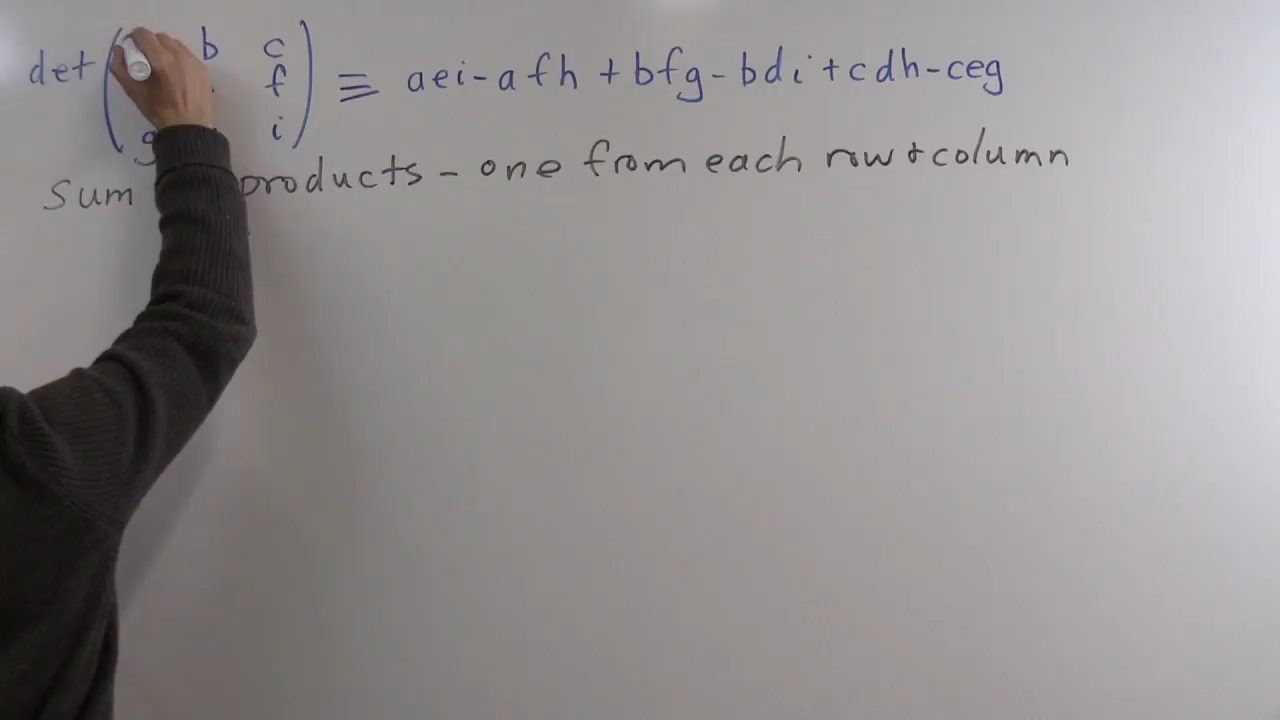 det ( b c ≡ aei - afh + bfg - bdi + cdh - ceg
f
g i )
Sum products - one from each row + column